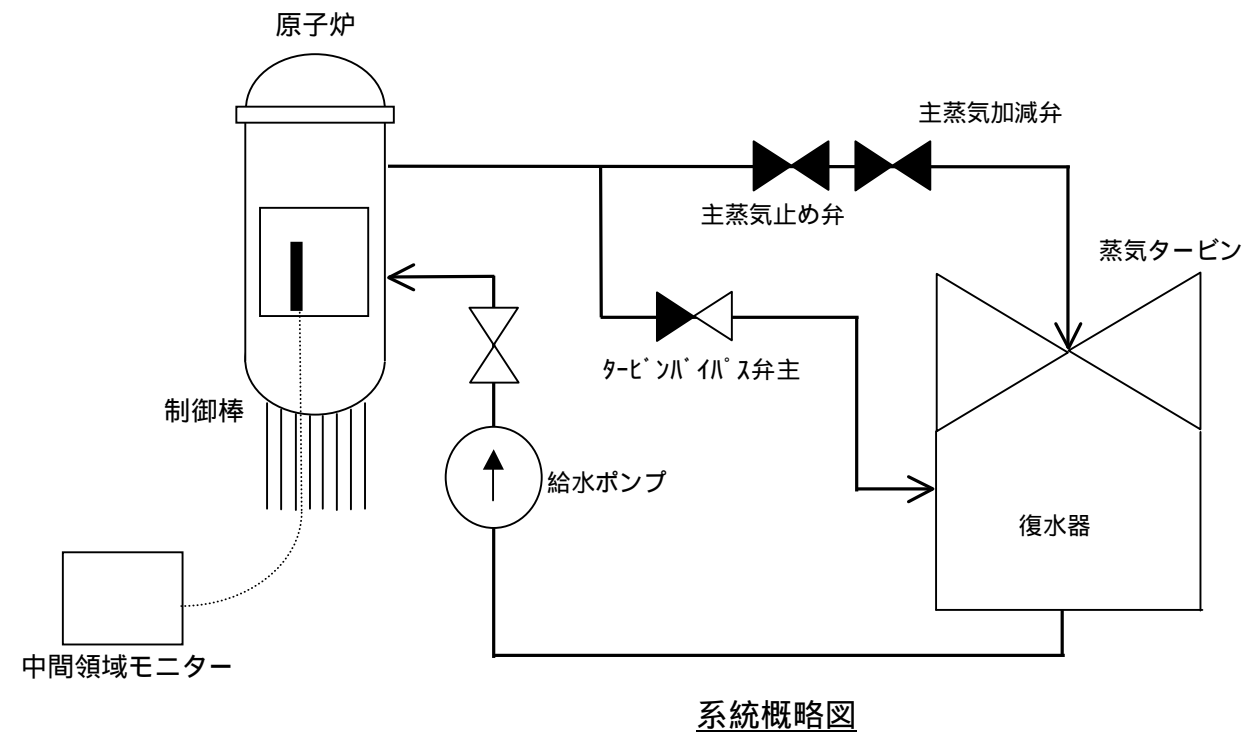 原子炉
主蒸気加減弁
主蒸気止め弁
蒸気タービン
ﾀｰﾋﾞﾝﾊﾞｲﾊﾟｽ弁主
制御棒
給水ポンプ
復水器
中間領域モニター
系統概略図